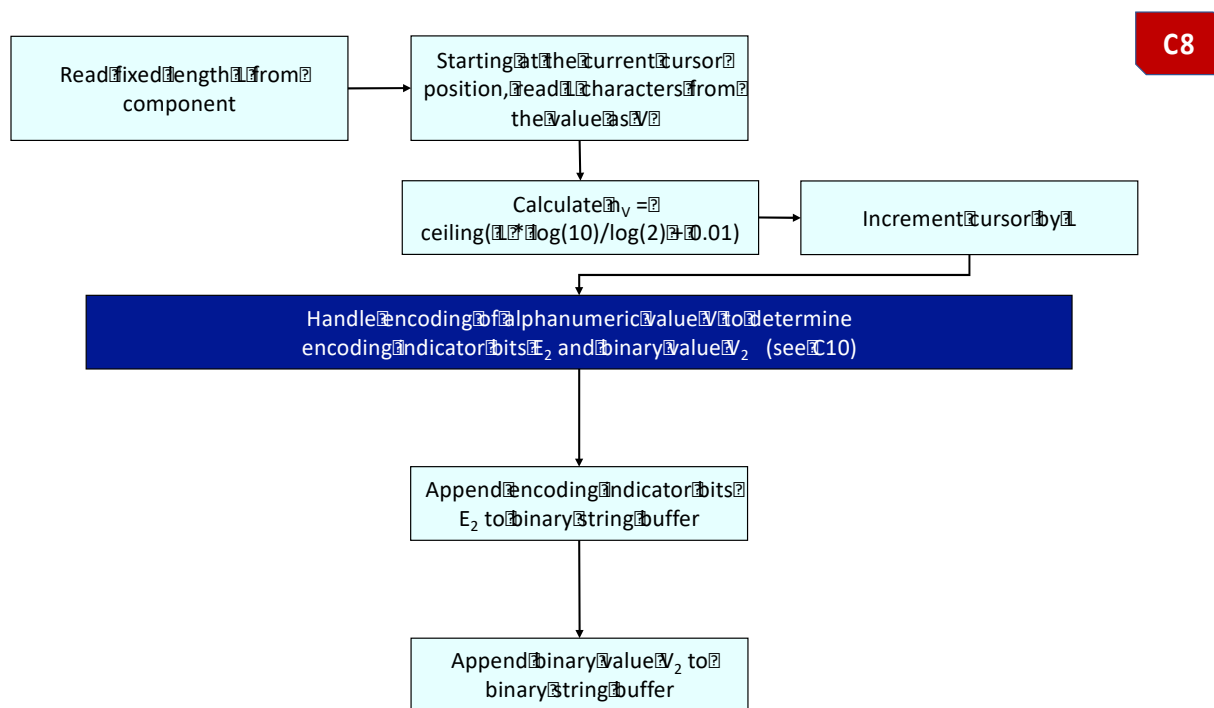 C8
Read fixed length L from
component
Starting at the current cursor
position, read L characters from
the value as V
Calculate n_V =
ceiling( L * log(10)/log(2) + 0.01)
Increment cursor by L
Handle encoding of alphanumeric value V to determine
encoding indicator bits E₂ and binary value V₂ (see C10)
Append encoding indicator bits
E₂ to binary string buffer
Append binary value V₂ to
binary string buffer